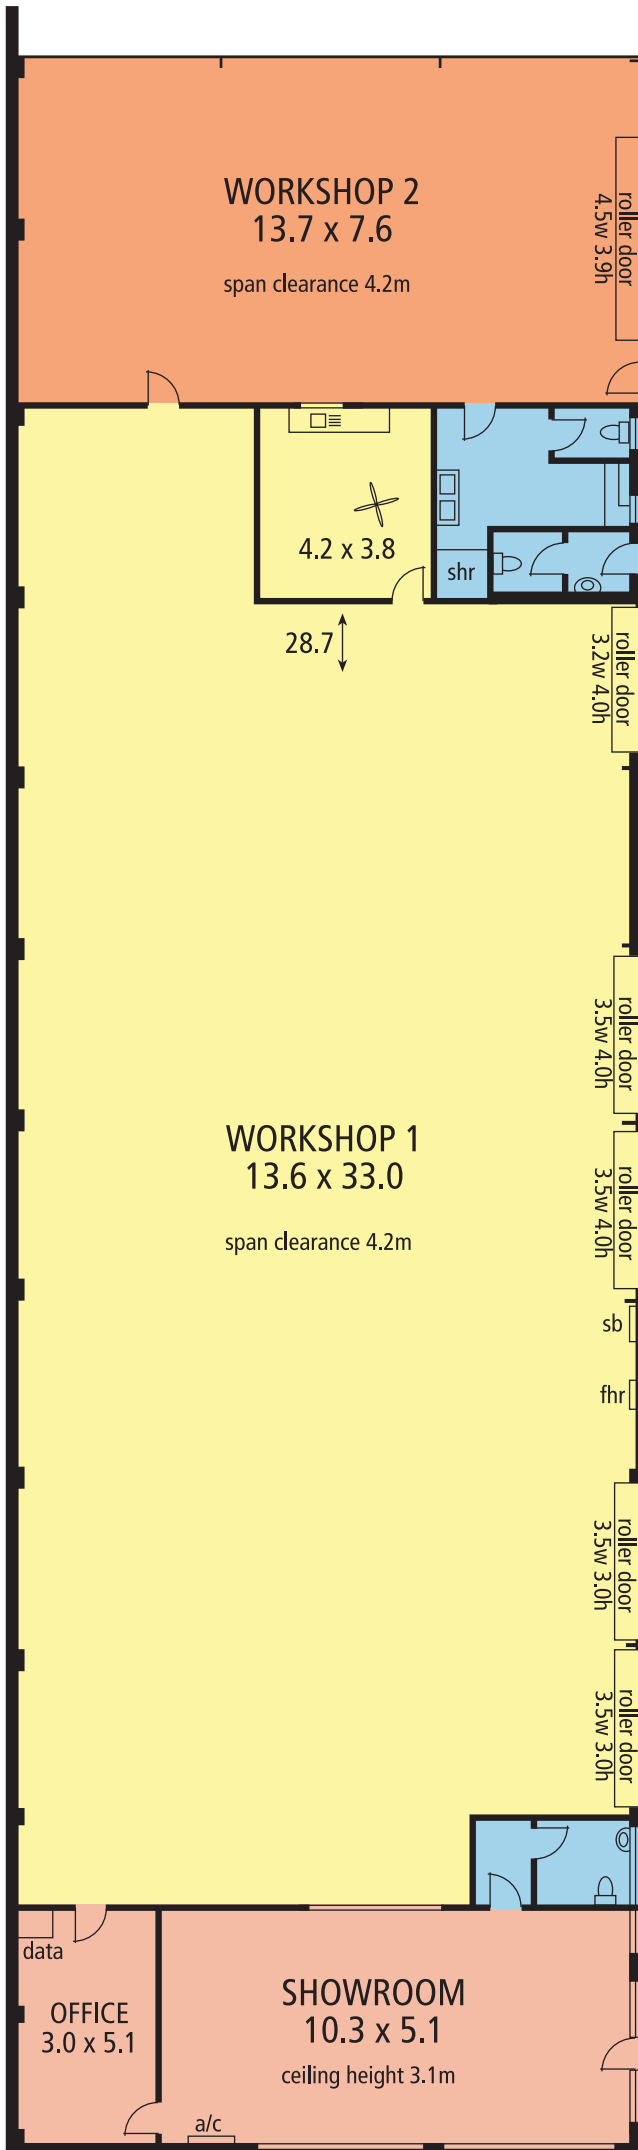 WORKSHOP 2
13.7 x 7.6
span clearance 4.2m
roller door
4.5w 3.9h
4.2 x 3.8
shr
28.7
roller door
3.2w 4.0h
roller door
3.5w 4.0h
WORKSHOP 1
13.6 x 33.0
span clearance 4.2m
roller door
3.5w 4.0h
sb
fhr
roller door
3.5w 3.0h
roller door
3.5w 3.0h
data
OFFICE
3.0 x 5.1
SHOWROOM
10.3 x 5.1
ceiling height 3.1m
a/c